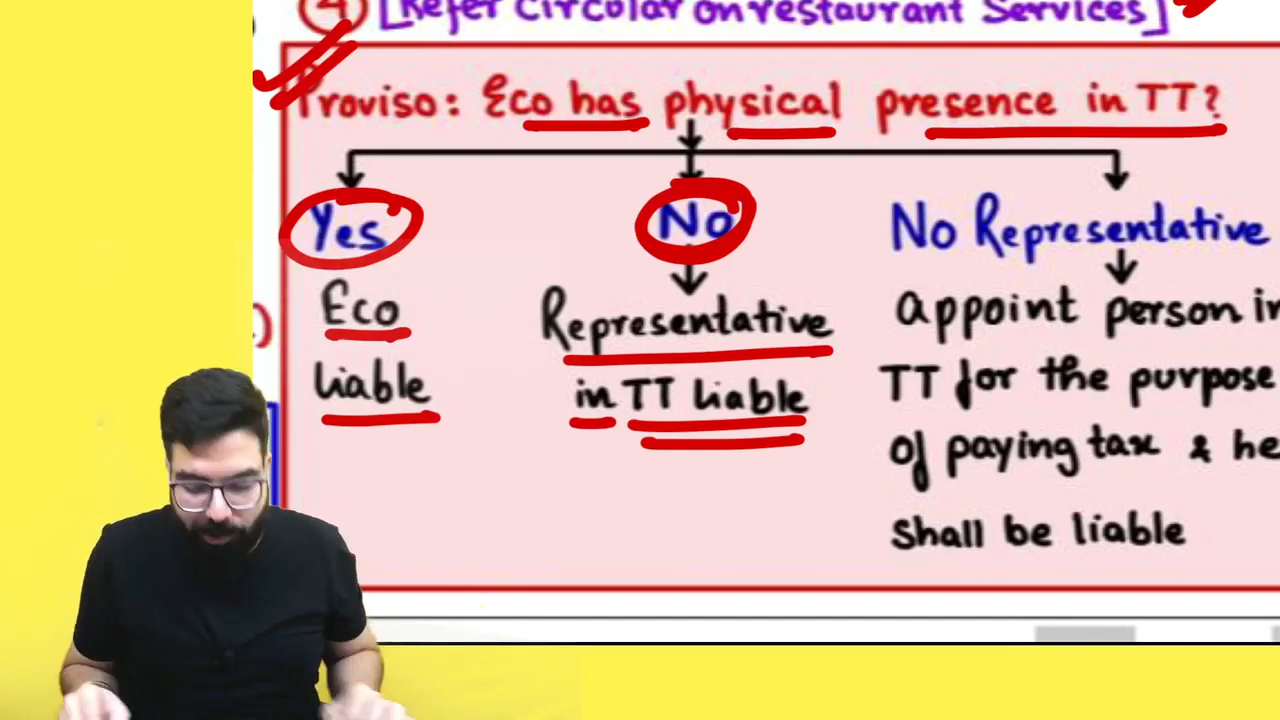 4 [Refer Circular on restaurant Services]
Proviso: Eco has physical presence in TT?
Yes
No
No Representative
Eco
liable
Representative
in TT liable
appoint person in
TT for the purpose
of paying tax & he
shall be liable